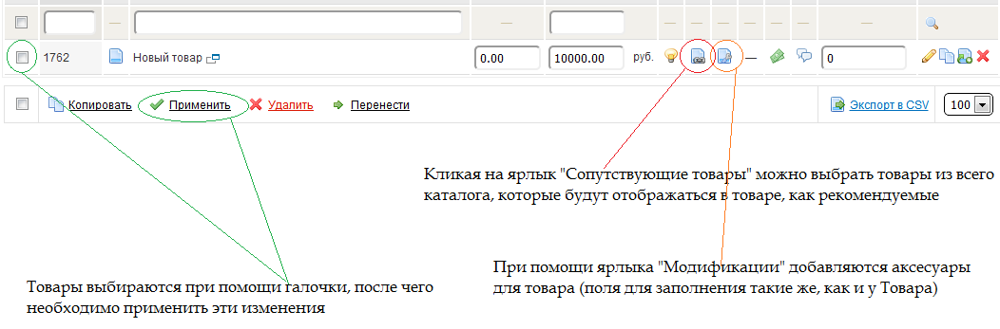 1762 Новый товар 0.00 10000.00 руб. 0
Копировать Применить Удалить Перенести Экспорт в CSV 100
Кликая на ярлык "Сопутствующие товары" можно выбрать товары из всего
каталога, которые будут отображаться в товаре, как рекомендуемые
При помощи ярлыка "Модификации" добавляются аксесуары
для товара (поля для заполнения такие же, как и у Товара)
Товары выбираются при помощи галочки, после чего
необходимо применить эти изменения